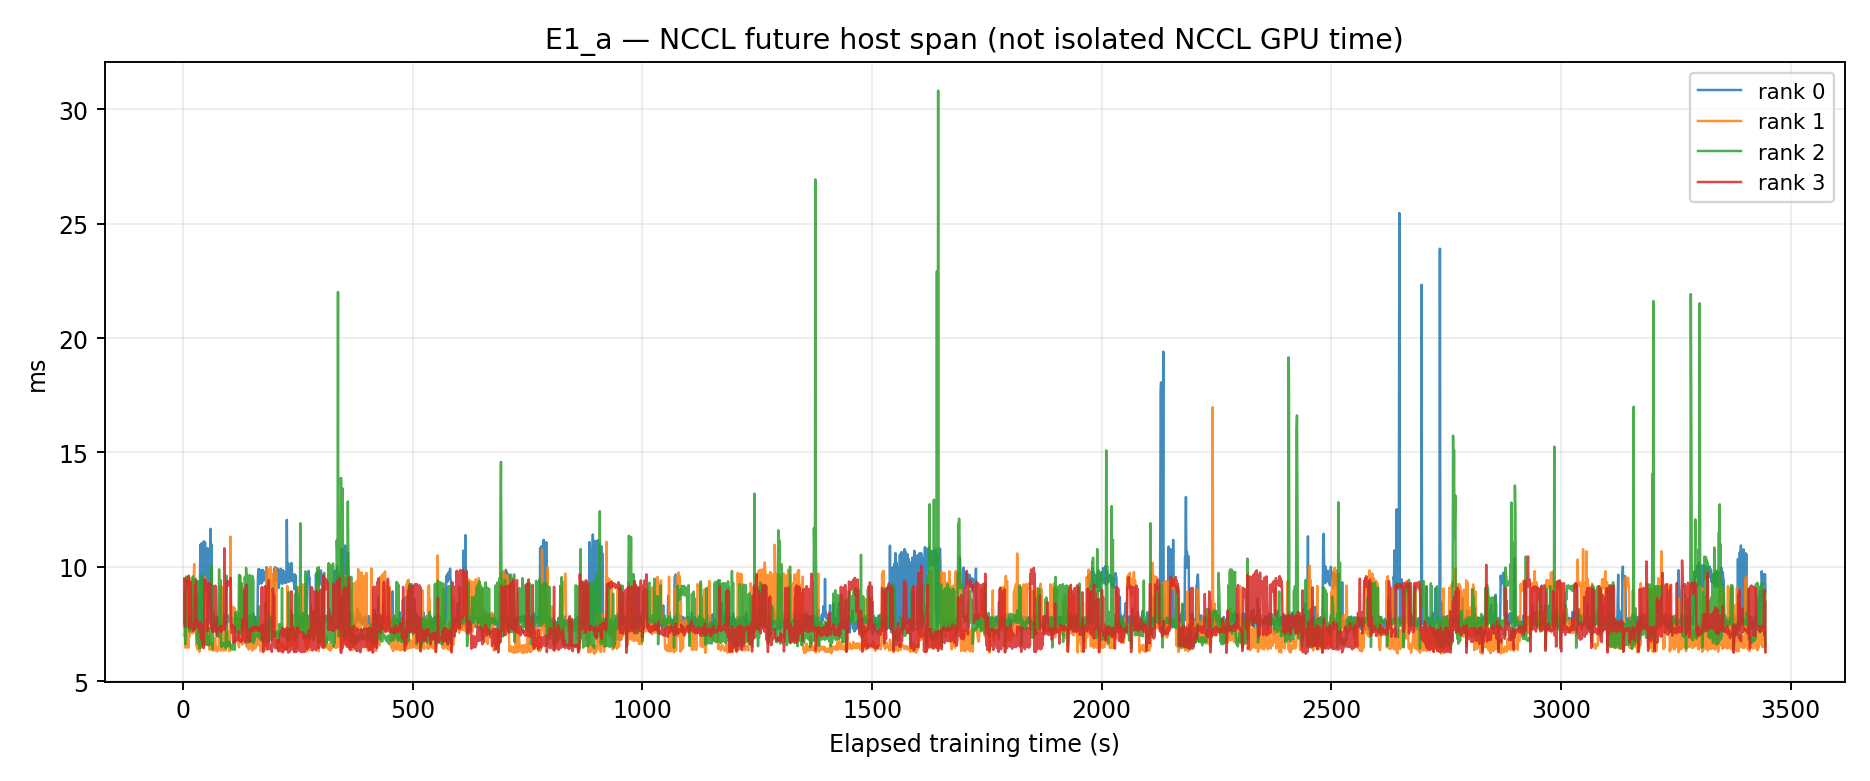 E1_a — NCCL future host span (not isolated NCCL GPU time)
30
25
20
15
10
5
ms
rank 0
rank 1
rank 2
rank 3
0 500 1000 1500 2000 2500 3000 3500
Elapsed training time (s)